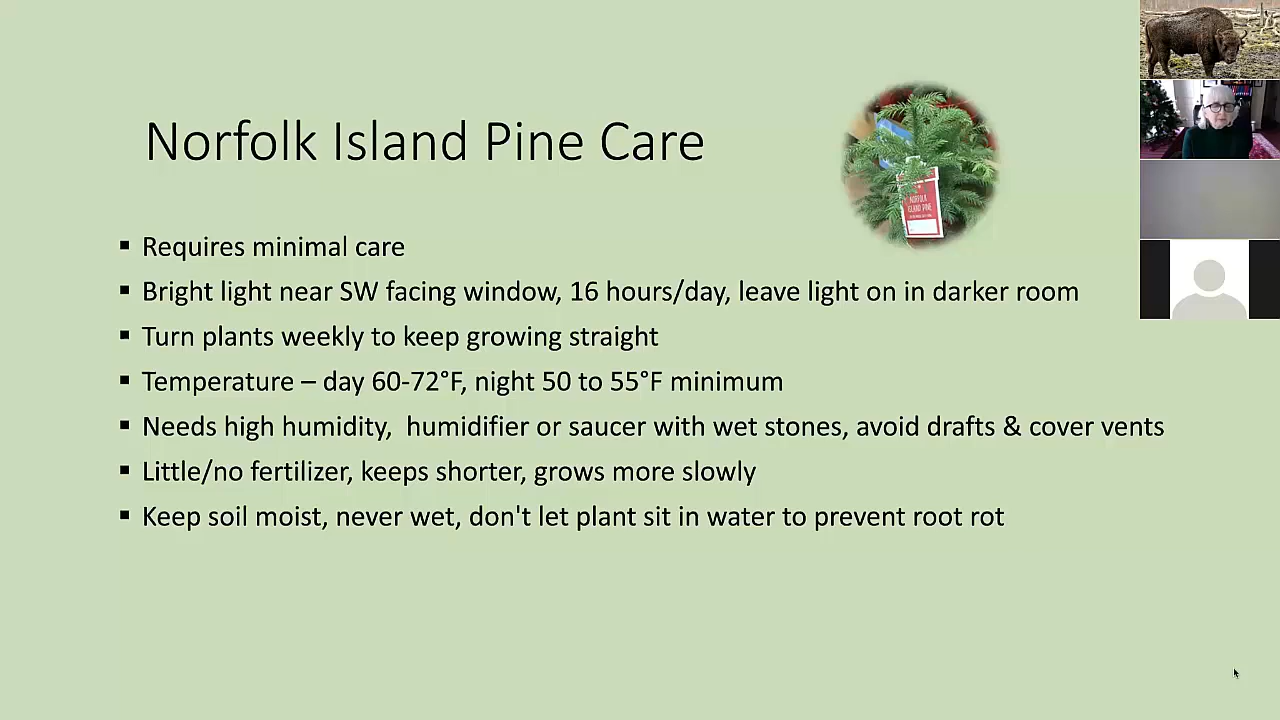 Norfolk Island Pine Care
NORFOLK
ISLAND PINE
▪ Requires minimal care
▪ Bright light near SW facing window, 16 hours/day, leave light on in darker room
▪ Turn plants weekly to keep growing straight
▪ Temperature – day 60-72°F, night 50 to 55°F minimum
▪ Needs high humidity,  humidifier or saucer with wet stones, avoid drafts & cover vents
▪ Little/no fertilizer, keeps shorter, grows more slowly
▪ Keep soil moist, never wet, don't let plant sit in water to prevent root rot